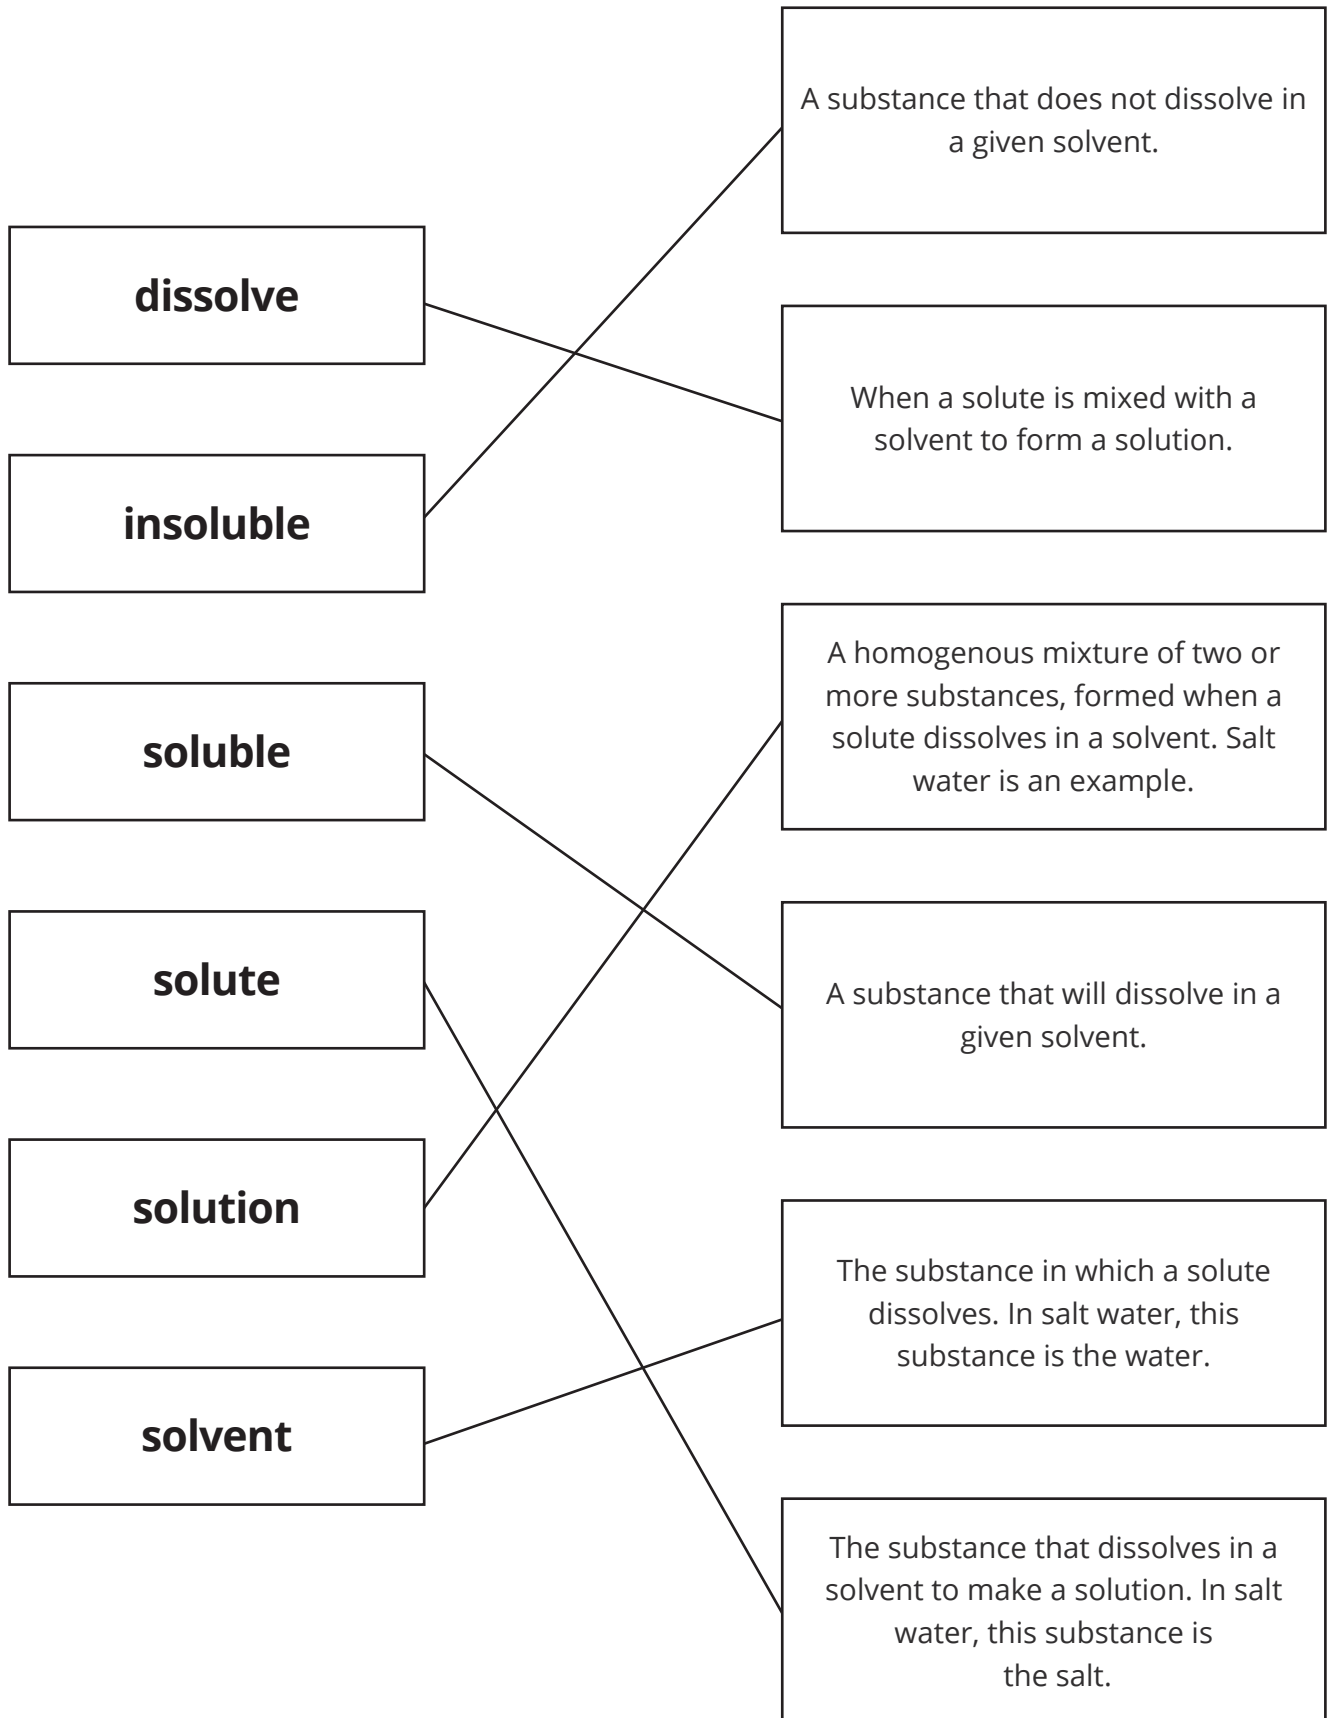 dissolve
insoluble
soluble
solute
solution
solvent
A substance that does not dissolve in
a given solvent.
When a solute is mixed with a
solvent to form a solution.
A homogenous mixture of two or
more substances, formed when a
solute dissolves in a solvent. Salt
water is an example.
A substance that will dissolve in a
given solvent.
The substance in which a solute
dissolves. In salt water, this
substance is the water.
The substance that dissolves in a
solvent to make a solution. In salt
water, this substance is
the salt.